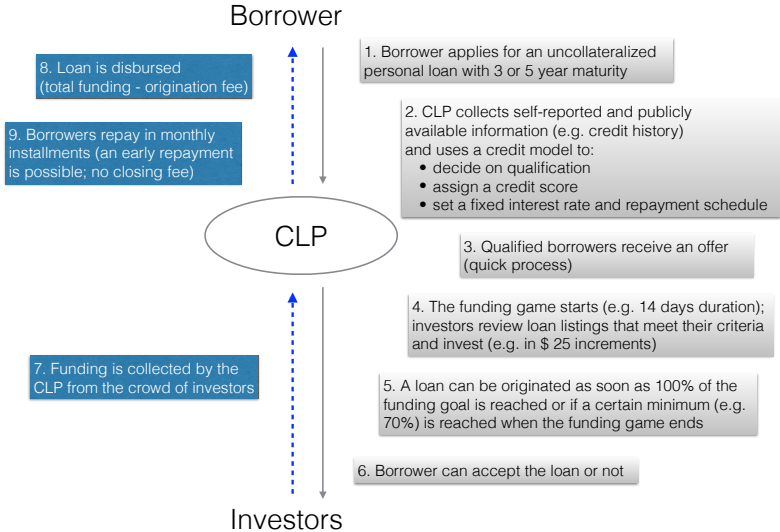 Borrower
1. Borrower applies for an uncollateralized
personal loan with 3 or 5 year maturity
8. Loan is disbursed
(total funding - origination fee)
2. CLP collects self-reported and publicly
available information (e.g. credit history)
and uses a credit model to:
• decide on qualification
• assign a credit score
• set a fixed interest rate and repayment schedule
9. Borrowers repay in monthly
installments (an early repayment
is possible; no closing fee)
CLP
3. Qualified borrowers receive an offer
(quick process)
4. The funding game starts (e.g. 14 days duration);
investors review loan listings that meet their criteria
and invest (e.g. in $ 25 increments)
7. Funding is collected by the
CLP from the crowd of investors
5. A loan can be originated as soon as 100% of the
funding goal is reached or if a certain minimum (e.g.
70%) is reached when the funding game ends
6. Borrower can accept the loan or not
Investors